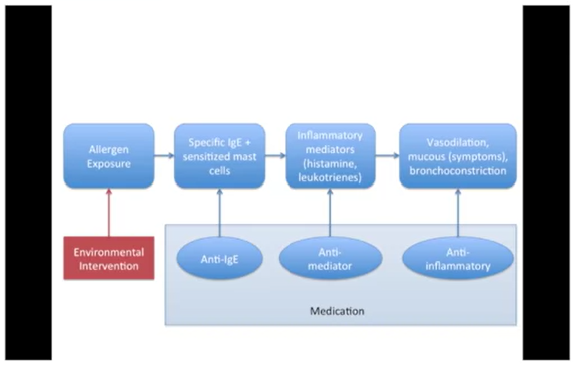 Allergen
Exposure
Specific IgE +
sensitized mast
cells
Inflammatory
mediators
(histamine,
leukotrienes)
Vasodilation,
mucous (symptoms),
bronchoconstriction
Environmental
Intervention
Anti-IgE
Anti-
mediator
Anti-
inflammatory
Medication